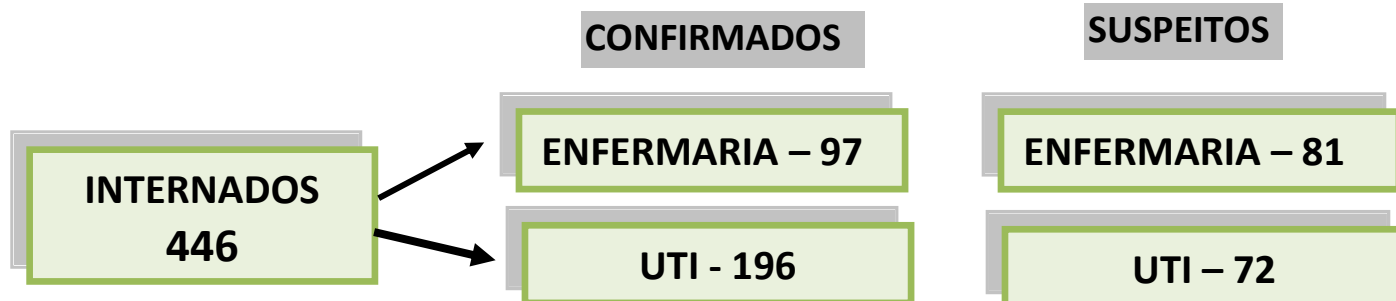 CONFIRMADOS
SUSPEITOS
INTERNADOS
446
ENFERMARIA – 97
ENFERMARIA – 81
UTI - 196
UTI – 72